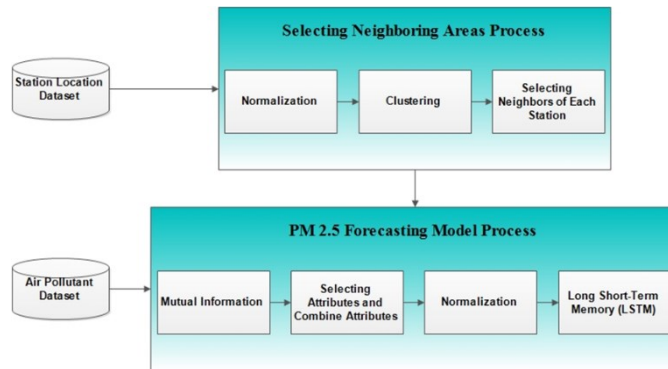 Selecting Neighboring Areas Process
Station Location
Dataset
Normalization
Clustering
Selecting
Neighbors of Each
Station
PM 2.5 Forecasting Model Process
Air Pollutant
Dataset
Mutual Information
Selecting
Attributes and
Combine Attributes
Normalization
Long Short-Term
Memory (LSTM)